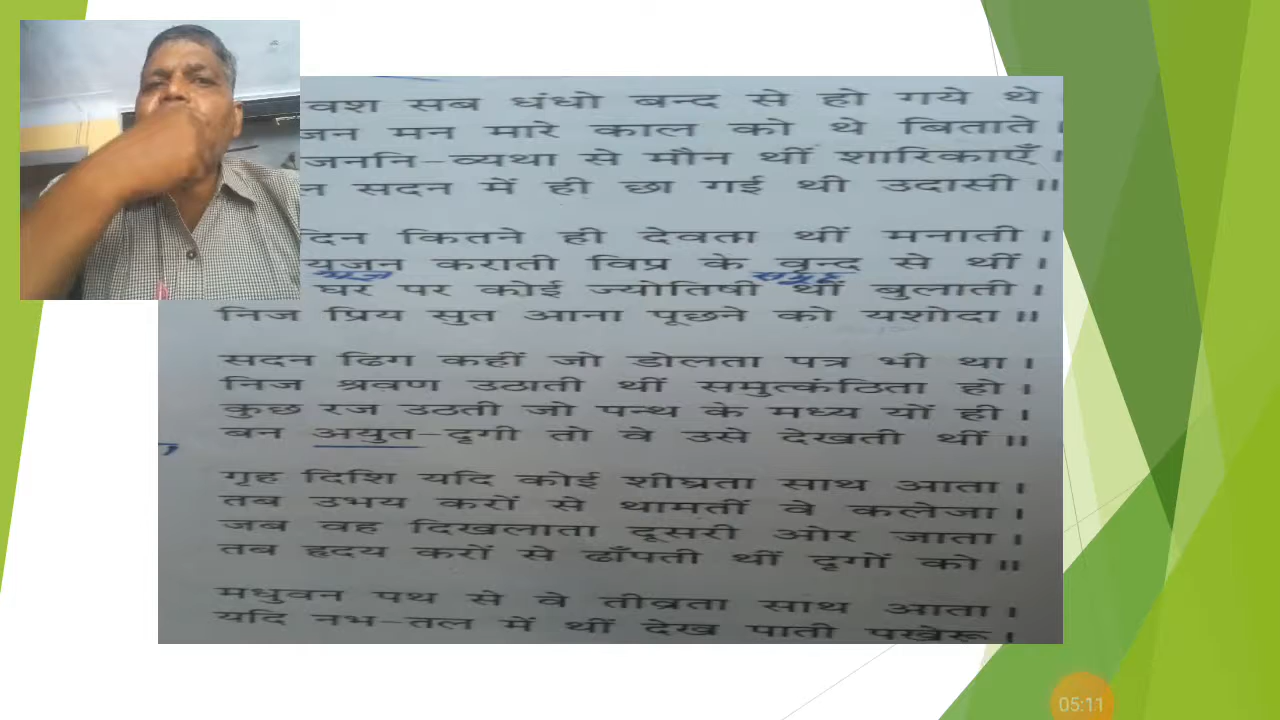 वश सब धंधो बन्द से हो गये थे
जन मन मारे काल को थे बिताते ।
जननि-व्यथा से मौन थीं शारिकाएँ ।
सदन में ही छा गई थी उदासी ॥
दिन कितने ही देवता थीं मनाती ।
यजन कराती विप्र के वृन्द से थीं ।
यज्ञ समूह
घर पर कोई ज्योतिषी थीं बुलाती ।
निज प्रिय सुत आना पूछने को यशोदा ॥
सदन ढिग कहीं जो डोलता पत्र भी था ।
निज श्रवण उठाती थीं समुत्कंठिता हो ।
कुछ रज उठती जो पन्थ के मध्य यों ही ।
बन अयुत-दृगी तो वे उसे देखती थीं ॥
गृह दिशि यदि कोई शीघ्रता साथ आता ।
तब उभय करों से थामतीं वे कलेजा ।
जब वह दिखलाता दूसरी ओर जाता ।
तब हृदय करों से ढाँपती थीं दृगों को ॥
मधुवन पथ से वे तीव्रता साथ आता ।
यदि नभ-तल में थीं देख पाती पखेरू ।
05:11